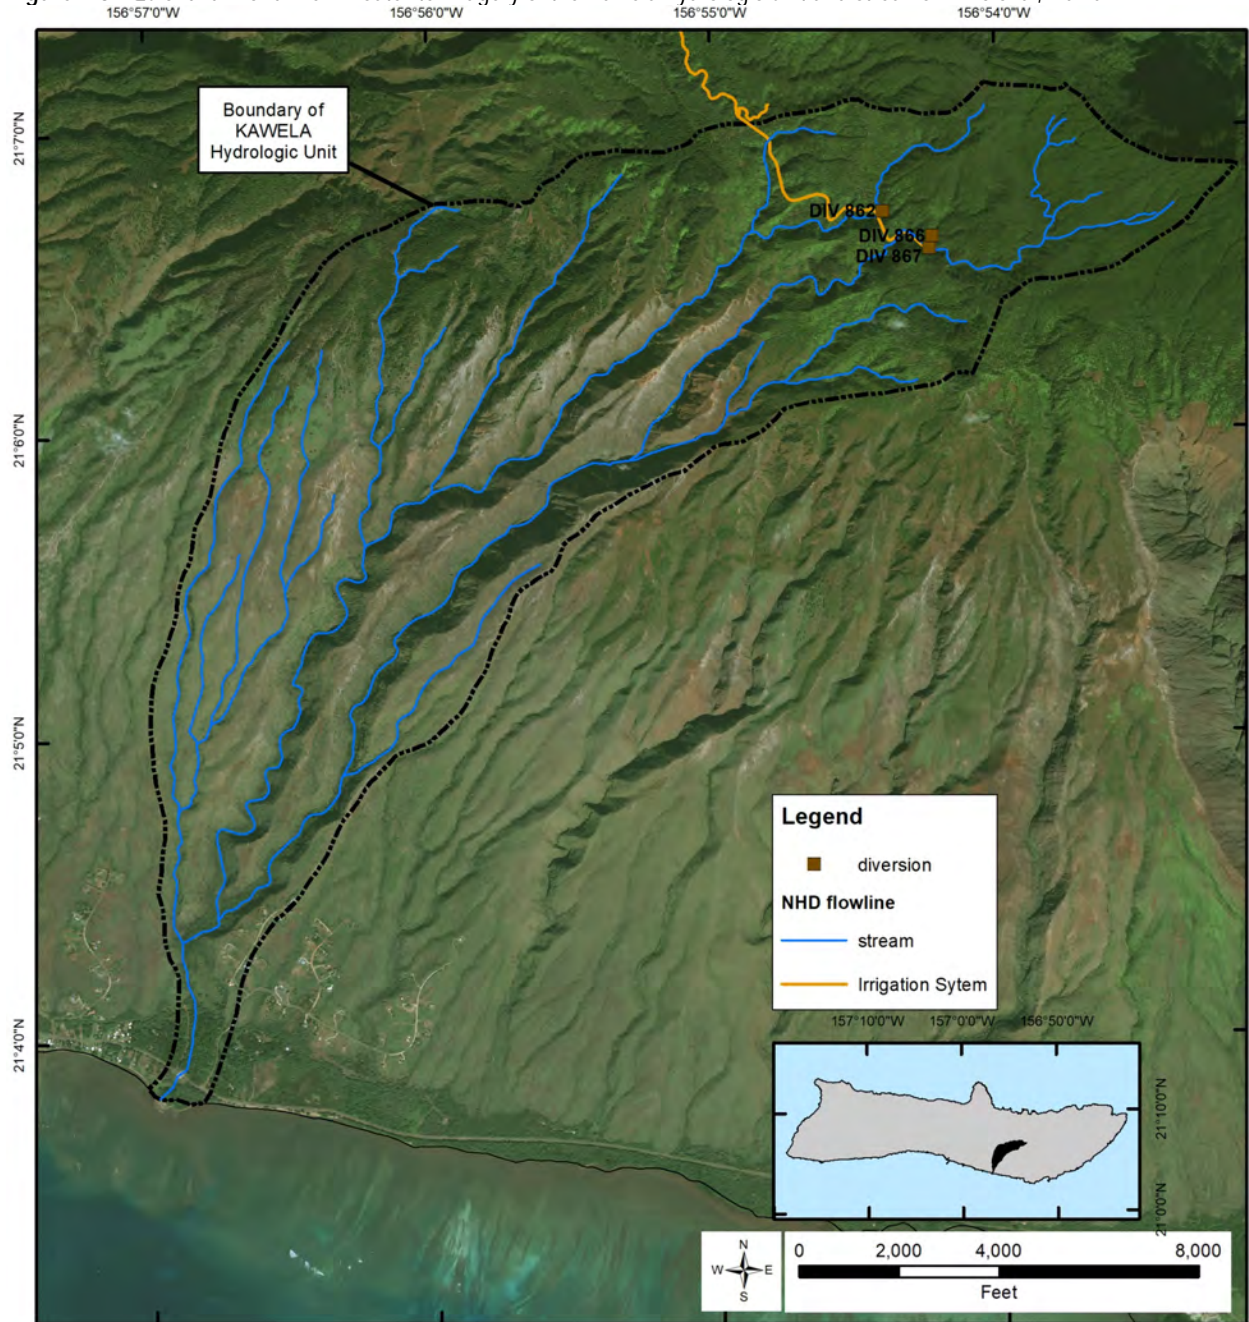 156°57'0"W 156°56'0"W 156°55'0"W 156°54'0"W
Boundary of
KAWELA
Hydrologic Unit
21°7'0"N
DIV 862
DIV 866
DIV 867
21°6'0"N
21°5'0"N
Legend
diversion
NHD flowline
stream
Irrigation Sytem
21°4'0"N
157°10'0"W 157°0'0"W 156°50'0"W
21°10'0"N
21°0'0"N
N
W E
S
0 2,000 4,000 8,000
Feet